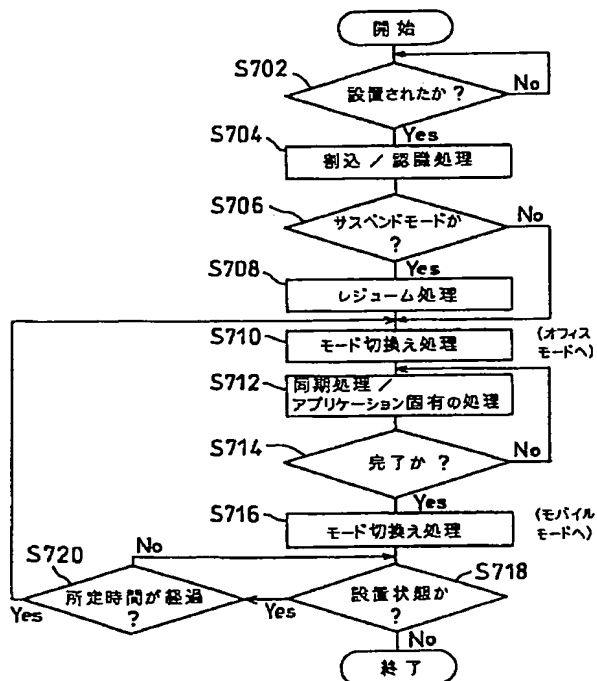 開始
S702
設置されたか?
No
Yes
S704
割込 / 認識処理
S706
サスペンドモードか
?
No
Yes
S708
レジューム処理
S710
モード切換え処理
(オフィス
モードへ)
S712
同期処理 /
アプリケーション固有の処理
S714
完了か?
No
Yes
S716
モード切換え処理
(モバイル
モードへ)
S720
No
所定時間が経過
?
Yes
S718
設置状態か
?
Yes
No
終了